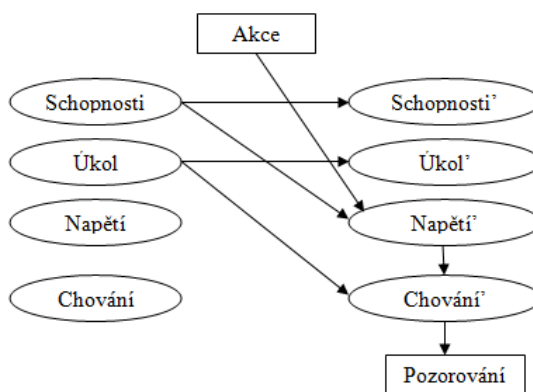 Akce
Schopnosti
Schopnosti’
Úkol
Úkol’
Napětí
Napětí’
Chování
Chování’
Pozorování